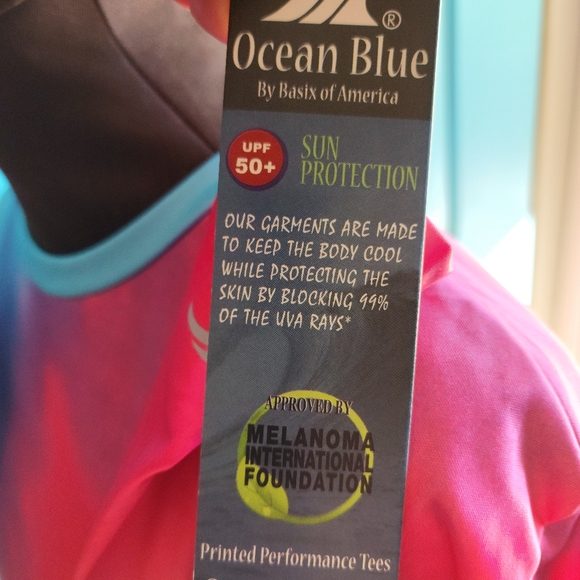 ®
Ocean Blue
By Basix of America
UPF
50+
SUN
PROTECTION
OUR GARMENTS ARE MADE
TO KEEP THE BODY COOL
WHILE PROTECTING THE
SKIN BY BLOCKING 99%
OF THE UVA RAYS*
APPROVED BY
MELANOMA
INTERNATIONAL
FOUNDATION
Printed Performance Tees